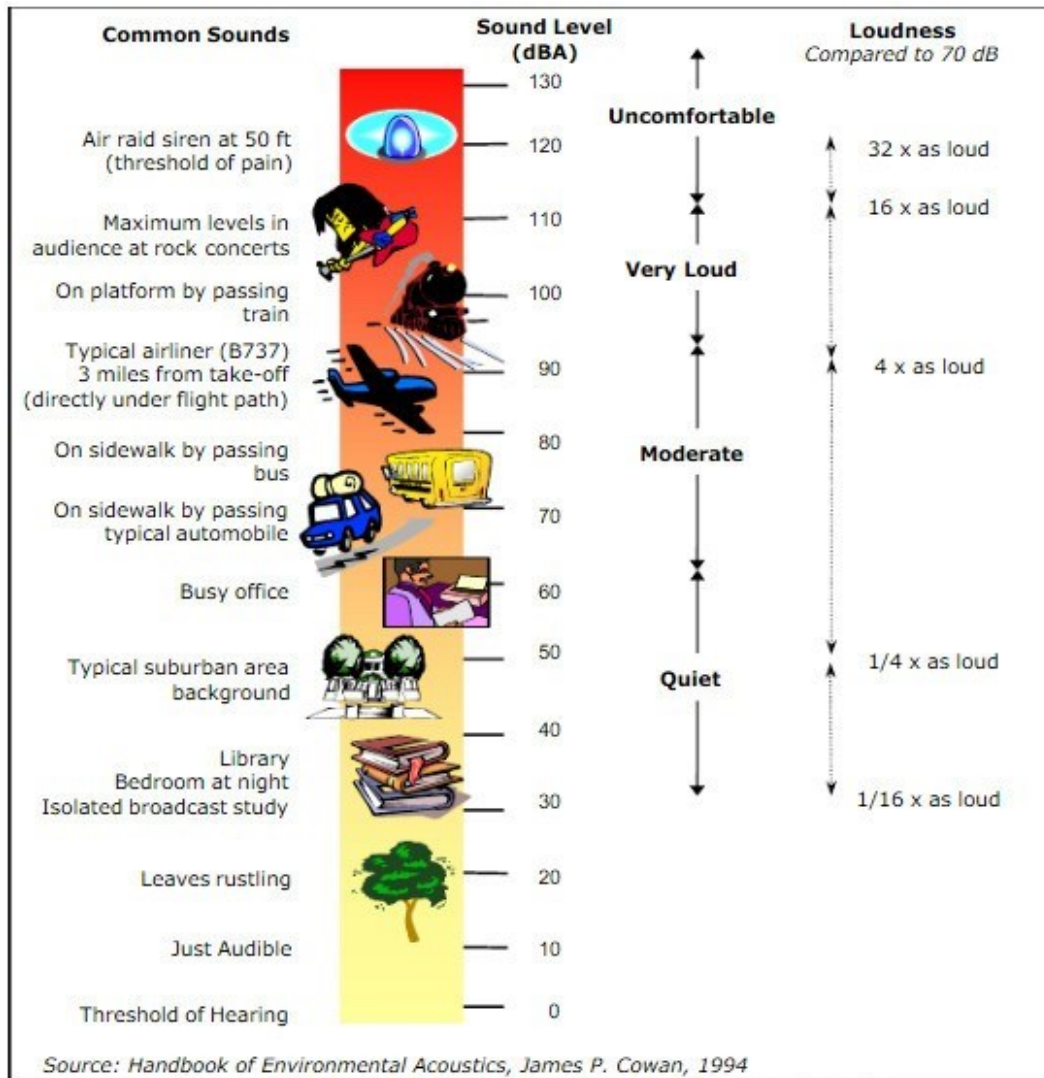 Common Sounds
Sound Level
(dBA)
Loudness
Compared to 70 dB
130
Uncomfortable
Air raid siren at 50 ft
(threshold of pain)
120
32 x as loud
Maximum levels in
audience at rock concerts
110
16 x as loud
Very Loud
On platform by passing
train
100
Typical airliner (B737)
3 miles from take-off
(directly under flight path)
90
4 x as loud
On sidewalk by passing
bus
80
Moderate
On sidewalk by passing
typical automobile
70
Busy office
60
Typical suburban area
background
50
1/4 x as loud
Quiet
40
Library
Bedroom at night
Isolated broadcast study
30
1/16 x as loud
Leaves rustling
20
Just Audible
10
Threshold of Hearing
0
Source: Handbook of Environmental Acoustics, James P. Cowan, 1994